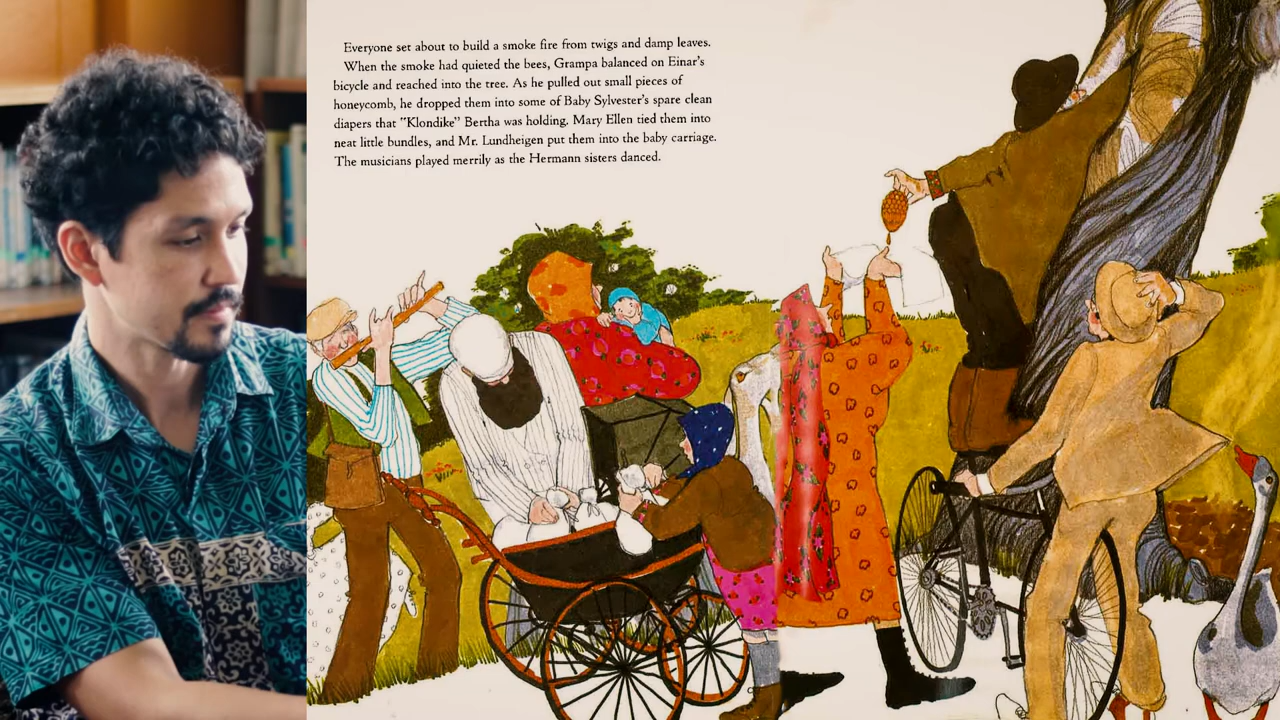 Everyone set about to build a smoke fire from twigs and damp leaves.
When the smoke had quieted the bees, Grampa balanced on Einar's
bicycle and reached into the tree. As he pulled out small pieces of
honeycomb, he dropped them into some of Baby Sylvester's spare clean
diapers that "Klondike" Bertha was holding. Mary Ellen tied them into
neat little bundles, and Mr. Lundheigen put them into the baby carriage.
The musicians played merrily as the Hermann sisters danced.